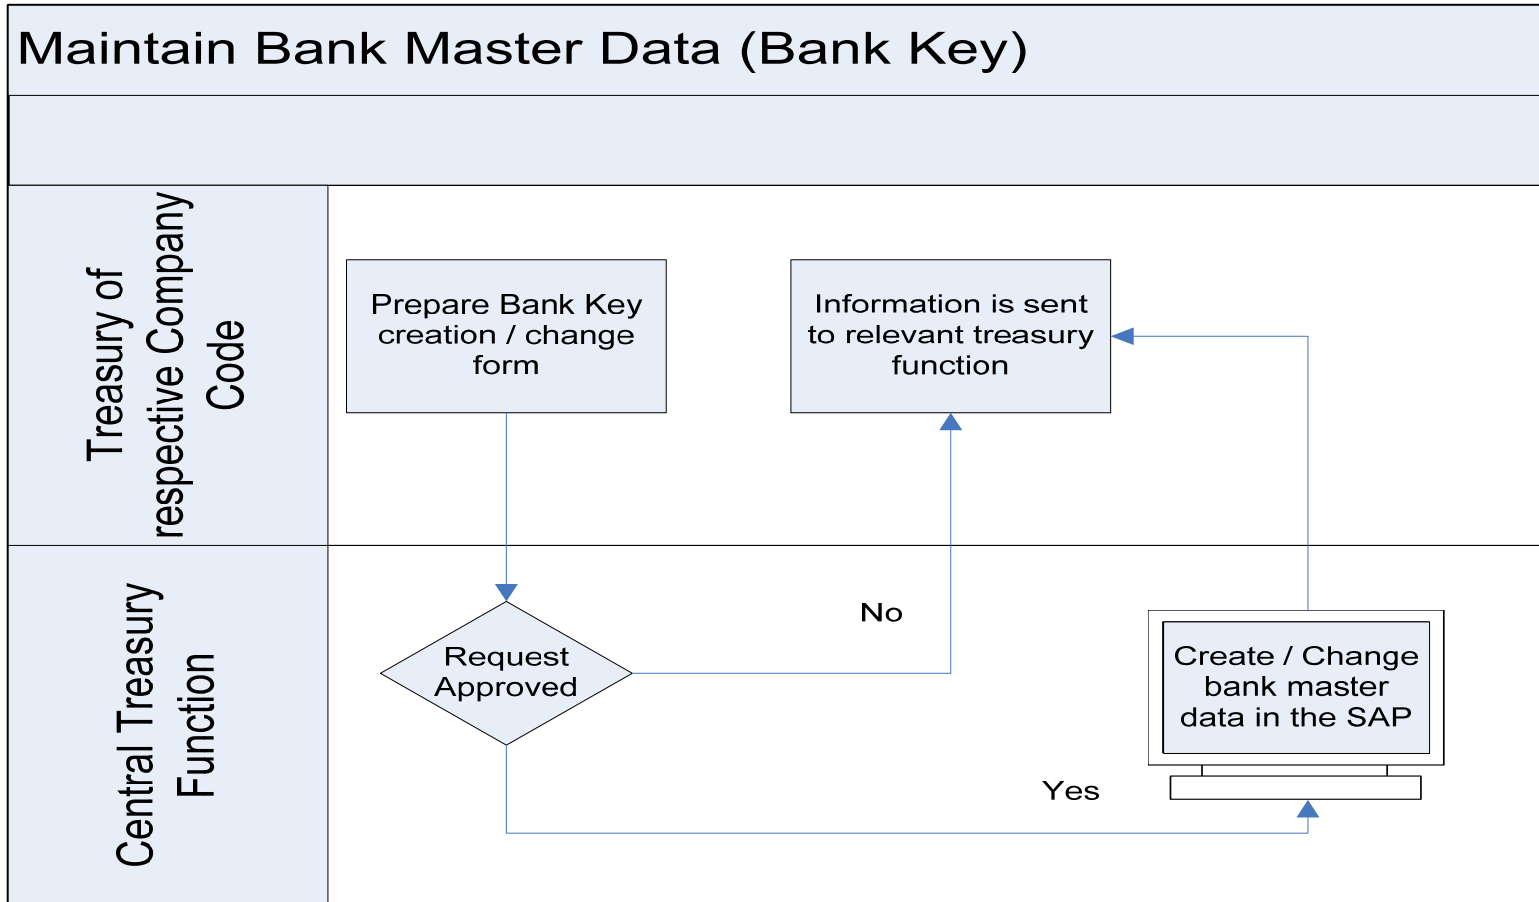 Maintain Bank Master Data (Bank Key)
Treasury of
respective Company
Code
Prepare Bank Key
creation / change
form
Information is sent
to relevant treasury
function
Central Treasury
Function
Request
Approved
No
Yes
Create / Change
bank master
data in the SAP